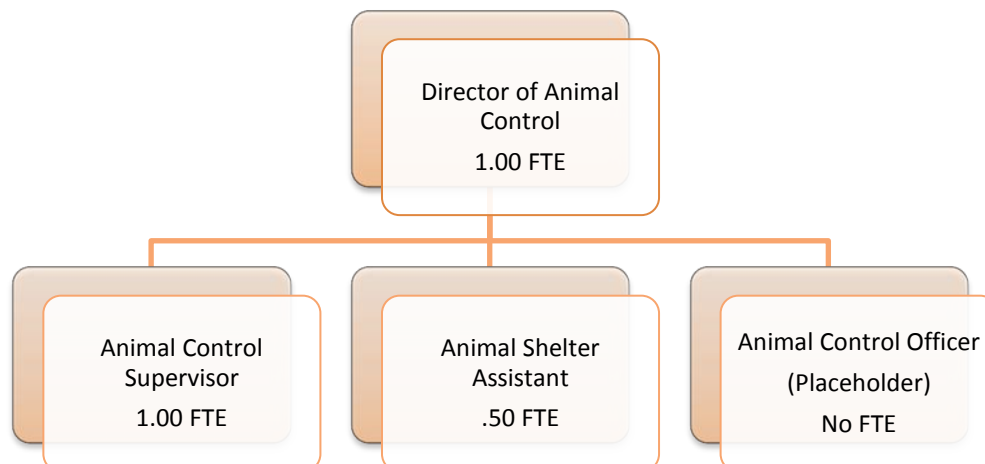 Director of Animal
Control
1.00 FTE
Animal Control
Supervisor
1.00 FTE
Animal Shelter
Assistant
.50 FTE
Animal Control Officer
(Placeholder)
No FTE